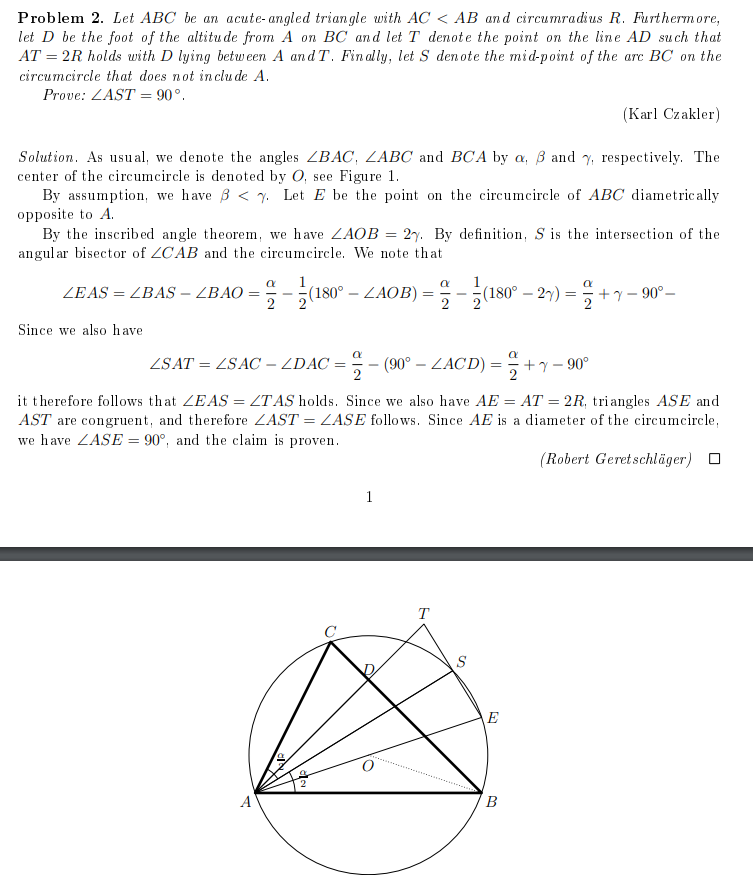 Problem 2. Let ABC be an acute-angled triangle with AC < AB and circumradius R. Furthermore,
let D be the foot of the altitude from A on BC and let T denote the point on the line AD such that
AT = 2R holds with D lying between A and T. Finally, let S denote the mid-point of the arc BC on the
circumcircle that does not include A.
Prove: ∠AST = 90°.
(Karl Czakler)
Solution. As usual, we denote the angles ∠BAC, ∠ABC and BCA by α, β and γ, respectively. The
center of the circumcircle is denoted by O, see Figure 1.
By assumption, we have β < γ. Let E be the point on the circumcircle of ABC diametrically
opposite to A.
By the inscribed angle theorem, we have ∠AOB = 2γ. By definition, S is the intersection of the
angular bisector of ∠CAB and the circumcircle. We note that
∠EAS = ∠BAS − ∠BAO = α/2 − 1/2(180° − ∠AOB) = α/2 − 1/2(180° − 2γ) = α/2 + γ − 90°−
Since we also have
∠SAT = ∠SAC − ∠DAC = α/2 − (90° − ∠ACD) = α/2 + γ − 90°
it therefore follows that ∠EAS = ∠TAS holds. Since we also have AE = AT = 2R, triangles ASE and
AST are congruent, and therefore ∠AST = ∠ASE follows. Since AE is a diameter of the circumcircle,
we have ∠ASE = 90°, and the claim is proven.
(Robert Geretschläger) □
1
T
C
D
S
E
α/2
α/2
O
A
B